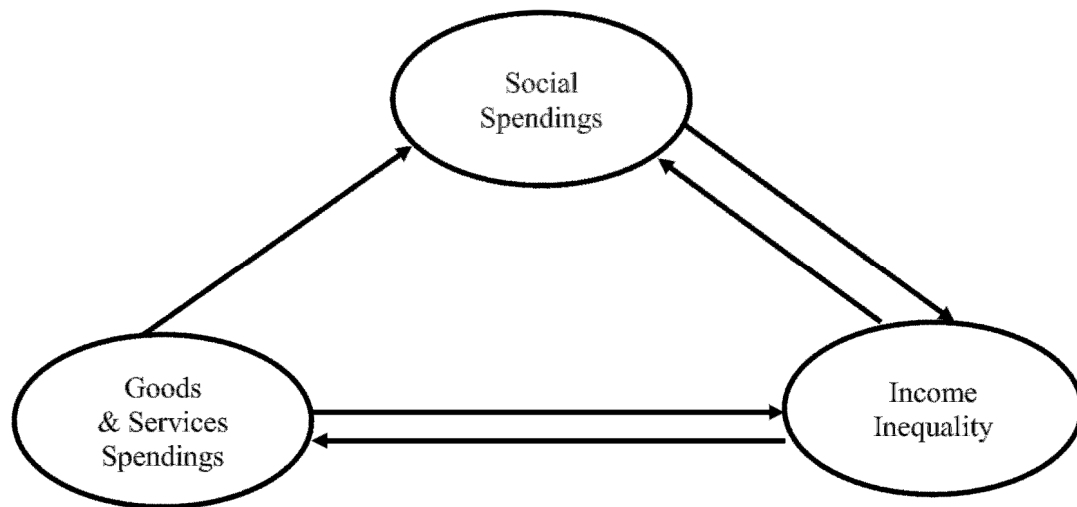 Social
Spendings
Goods
& Services
Spendings
Income
Inequality